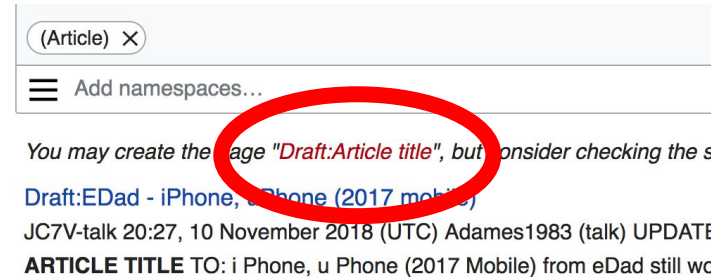 (Article) ×
Add namespaces…
You may create the page "Draft:Article title", but consider checking the s
Draft:EDad - iPhone, uPhone (2017 mobile)
JC7V-talk 20:27, 10 November 2018 (UTC) Adames1983 (talk) UPDATE
ARTICLE TITLE TO: i Phone, u Phone (2017 Mobile) from eDad still wo